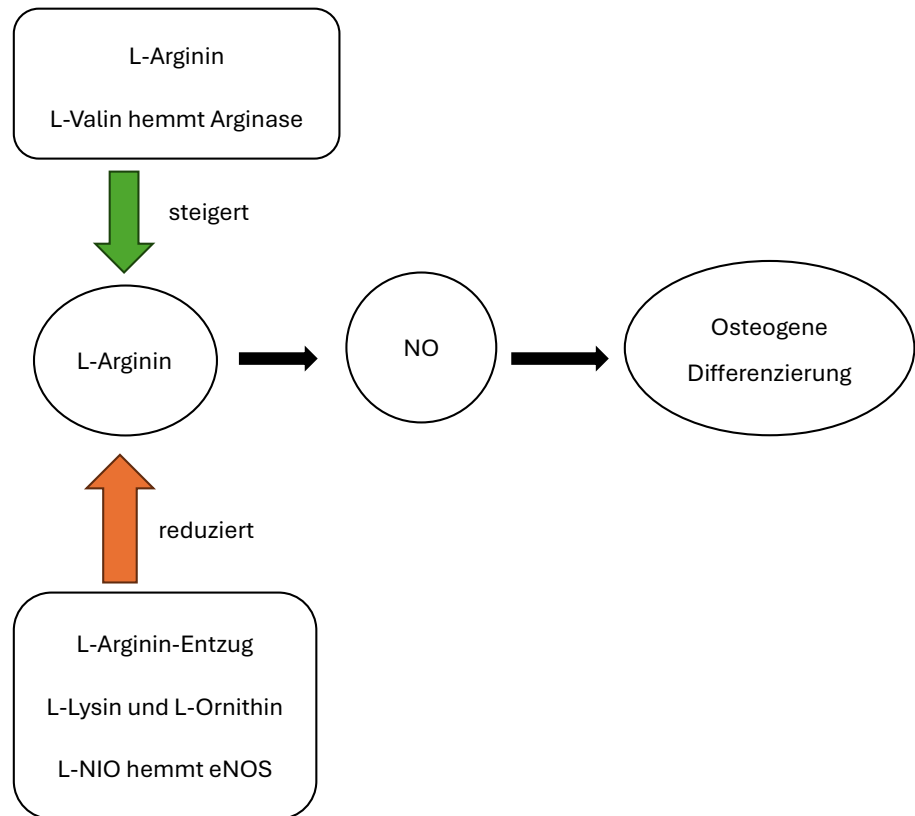 L-Arginin
L-Valin hemmt Arginase
steigert
L-Arginin
NO
Osteogene
Differenzierung
reduziert
L-Arginin-Entzug
L-Lysin und L-Ornithin
L-NIO hemmt eNOS